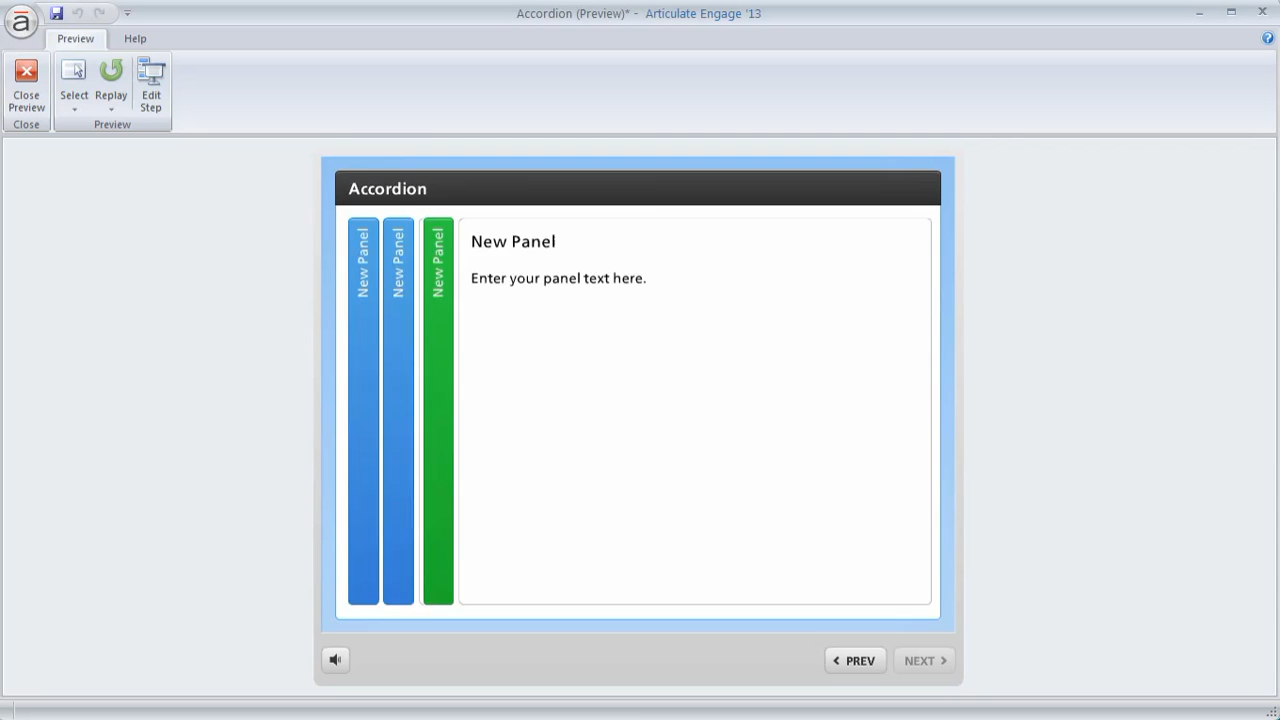 Accordion (Preview)* - Articulate Engage '13
Preview
Help
Close Preview
Select
Replay
Edit Step
Close
Preview
Accordion
New Panel
New Panel
New Panel
New Panel
Enter your panel text here.
PREV
NEXT